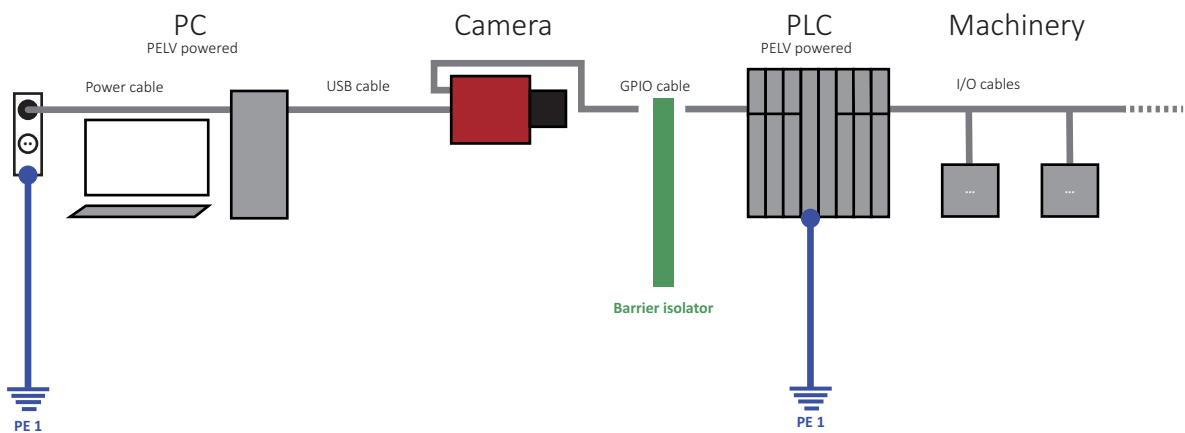 PC
PELV powered
Camera
PLC
PELV powered
Machinery
Power cable
USB cable
GPIO cable
I/O cables
...
...
Barrier isolator
PE 1
PE 1